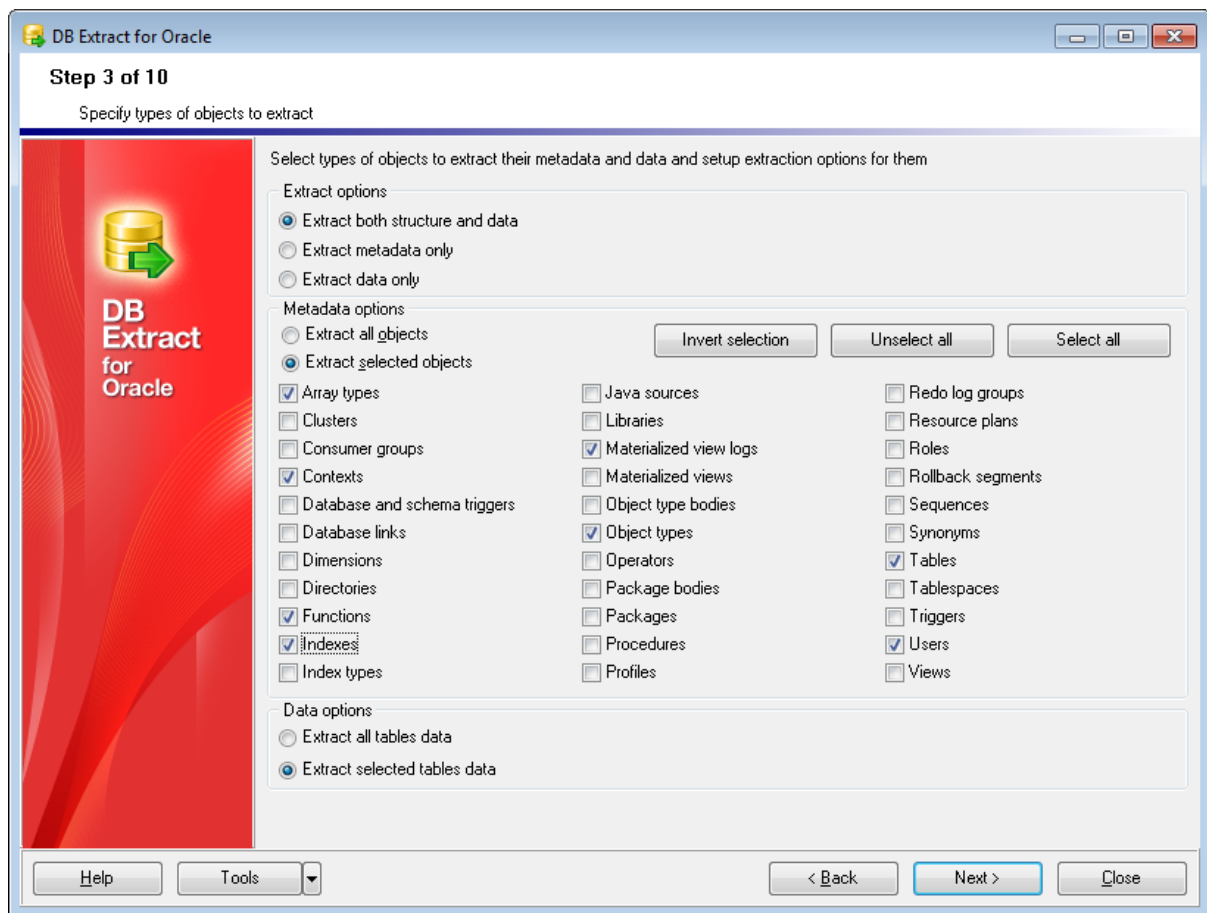 DB Extract for Oracle
Step 3 of 10
Specify types of objects to extract
DB
Extract
for
Oracle
Select types of objects to extract their metadata and data and setup extraction options for them
Extract options
Extract both structure and data
Extract metadata only
Extract data only
Metadata options
Extract all objects
Extract selected objects
Invert selection
Unselect all
Select all
Array types
Clusters
Consumer groups
Contexts
Database and schema triggers
Database links
Dimensions
Directories
Functions
Indexes
Index types
Java sources
Libraries
Materialized view logs
Materialized views
Object type bodies
Object types
Operators
Package bodies
Packages
Procedures
Profiles
Redo log groups
Resource plans
Roles
Rollback segments
Sequences
Synonyms
Tables
Tablespaces
Triggers
Users
Views
Data options
Extract all tables data
Extract selected tables data
Help
Tools
< Back
Next >
Close